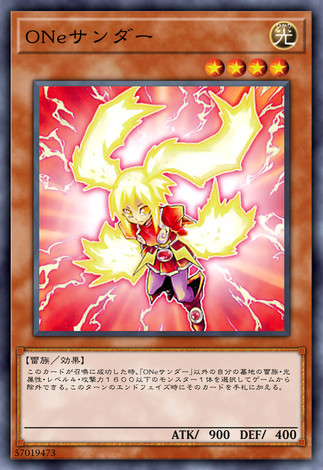 ONeサンダー
光
【雷族／効果】
このカードが召喚に成功した時、「ONeサンダー」以外の自分の墓地の雷族・光
属性・レベル４・攻撃力１６００以下のモンスター１体を選択してゲームから
除外できる。このターンのエンドフェイズ時にそのカードを手札に加える。
ATK/ 900 DEF/ 400
57019473